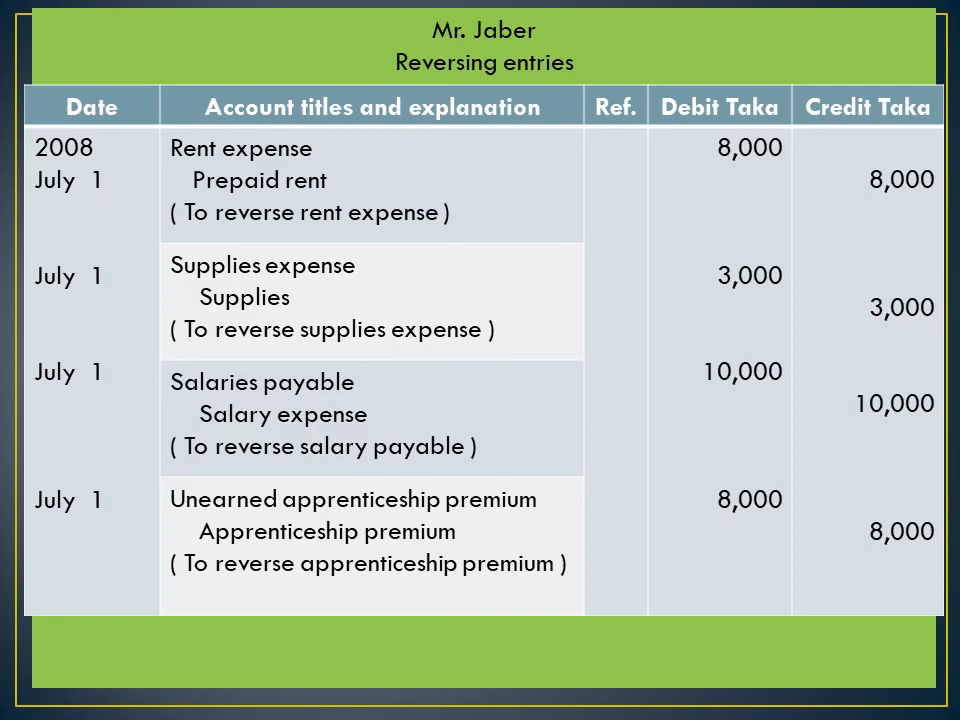 Mr. Jaber
Reversing entries
Date Account titles and explanation Ref. Debit Taka Credit Taka
2008 Rent expense 8,000
July 1 Prepaid rent 8,000
( To reverse rent expense )
July 1 Supplies expense 3,000
Supplies 3,000
( To reverse supplies expense )
July 1 Salaries payable 10,000
Salary expense 10,000
( To reverse salary payable )
July 1 Unearned apprenticeship premium 8,000
Apprenticeship premium 8,000
( To reverse apprenticeship premium )